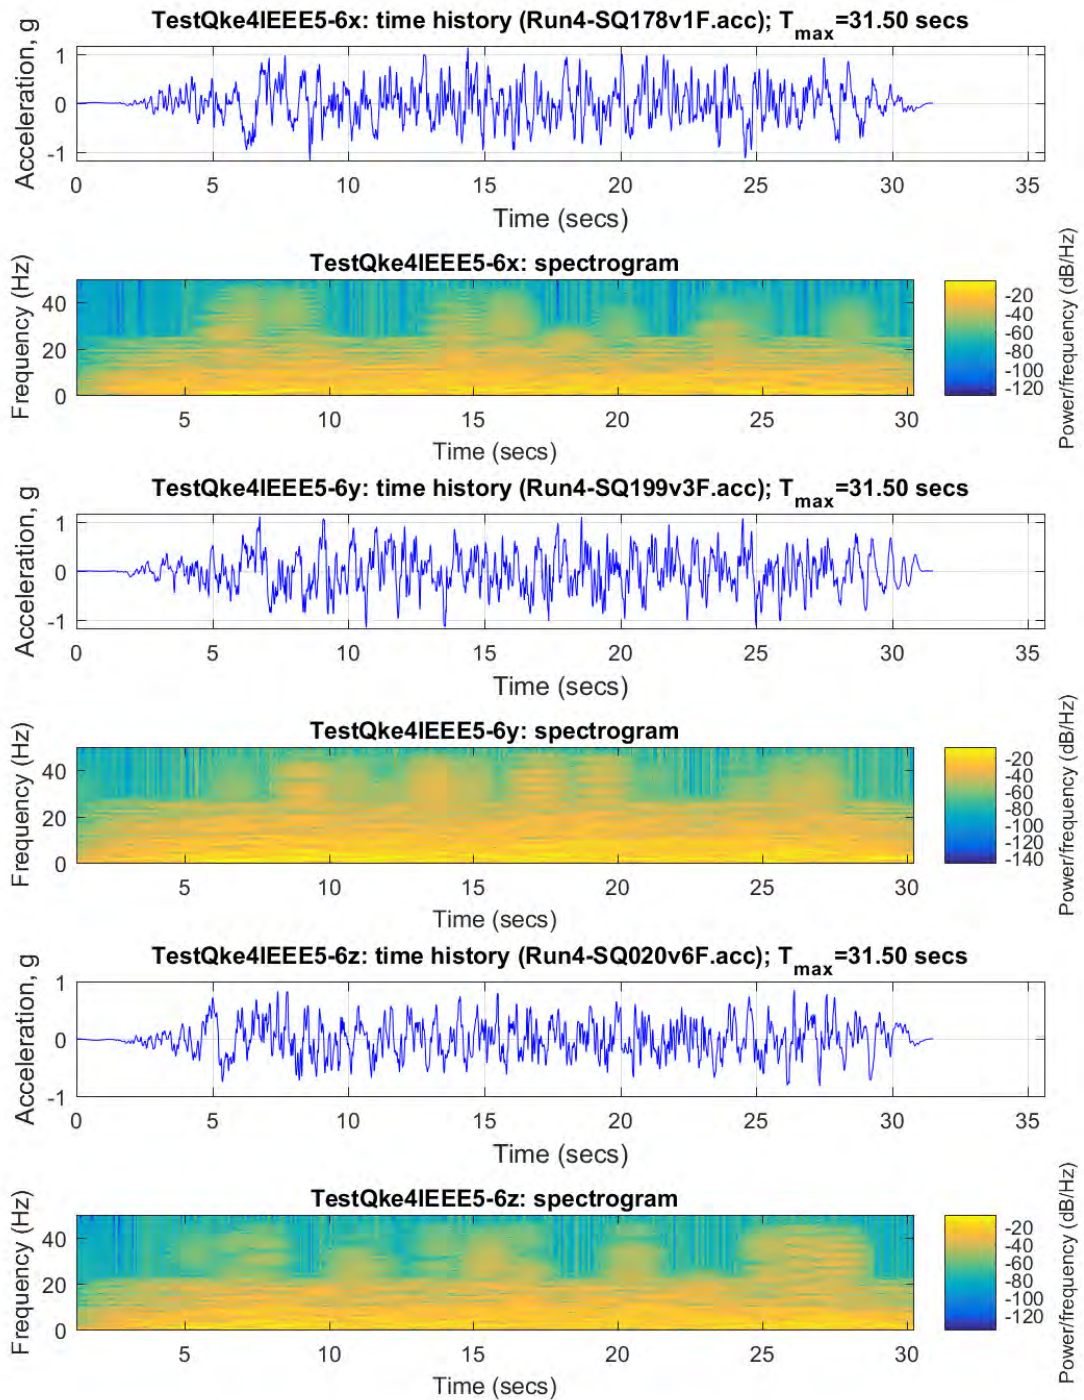 TestQke4IEEE5-6x: time history (Run4-SQ178v1F.acc); Tmax=31.50 secs
Acceleration, g
1
0
-1
0 5 10 15 20 25 30 35
Time (secs)
TestQke4IEEE5-6x: spectrogram
Frequency (Hz)
40
20
0
5 10 15 20 25 30
Time (secs)
-20
-40
-60
-80
-100
-120
Power/frequency (dB/Hz)
TestQke4IEEE5-6y: time history (Run4-SQ199v3F.acc); Tmax=31.50 secs
Acceleration, g
1
0
-1
0 5 10 15 20 25 30 35
Time (secs)
TestQke4IEEE5-6y: spectrogram
Frequency (Hz)
40
20
0
5 10 15 20 25 30
Time (secs)
-20
-40
-60
-80
-100
-120
-140
Power/frequency (dB/Hz)
TestQke4IEEE5-6z: time history (Run4-SQ020v6F.acc); Tmax=31.50 secs
Acceleration, g
1
0
-1
0 5 10 15 20 25 30 35
Time (secs)
TestQke4IEEE5-6z: spectrogram
Frequency (Hz)
40
20
0
5 10 15 20 25 30
Time (secs)
-20
-40
-60
-80
-100
-120
Power/frequency (dB/Hz)